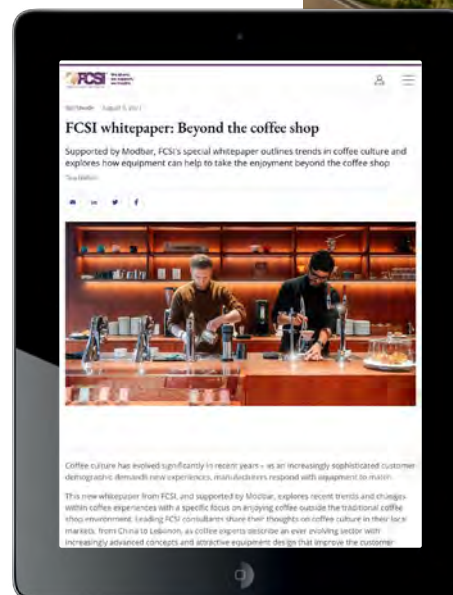 FCSI
August 5, 2021
FCSI whitepaper: Beyond the coffee shop
Supported by Modbar, FCSI's special whitepaper outlines trends in coffee culture and
explores how equipment can help to take the enjoyment beyond the coffee shop
Coffee culture has evolved significantly in recent years – as an increasingly sophisticated customer
demographic demands new experiences, manufacturers respond with equipment to match.
This new whitepaper from FCSI, and supported by Modbar, explores recent trends and changes
within coffee experiences with a specific focus on enjoying coffee outside the traditional coffee
shop environment. Leading FCSI consultants share their thoughts on coffee culture in their local
markets, from China to Lebanon, as coffee experts describe an ever evolving sector with
increasingly advanced concepts and attractive equipment design that improve the customer